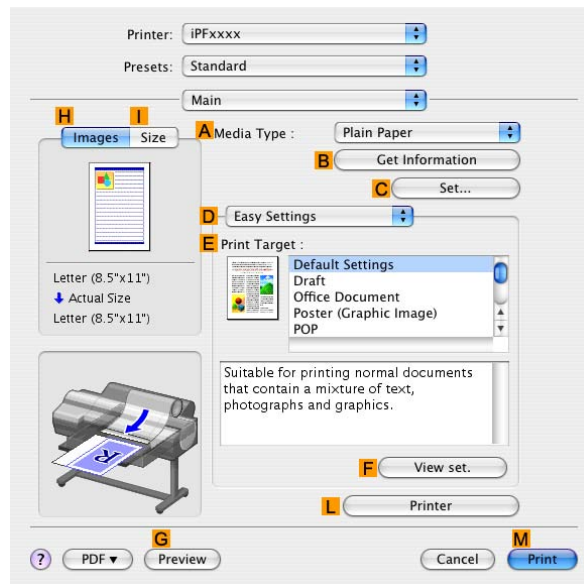 Printer: iPFxxxx
Presets: Standard
Main
H I
Images Size
A Media Type : Plain Paper
B Get Information
C Set...
D Easy Settings
E Print Target :
Default Settings
Draft
Office Document
Poster (Graphic Image)
POP
Letter (8.5"x11")
Actual Size
Letter (8.5"x11")
Suitable for printing normal documents
that contain a mixture of text,
photographs and graphics.
R
F View set.
L Printer
G M
? PDF▼ Preview Cancel Print